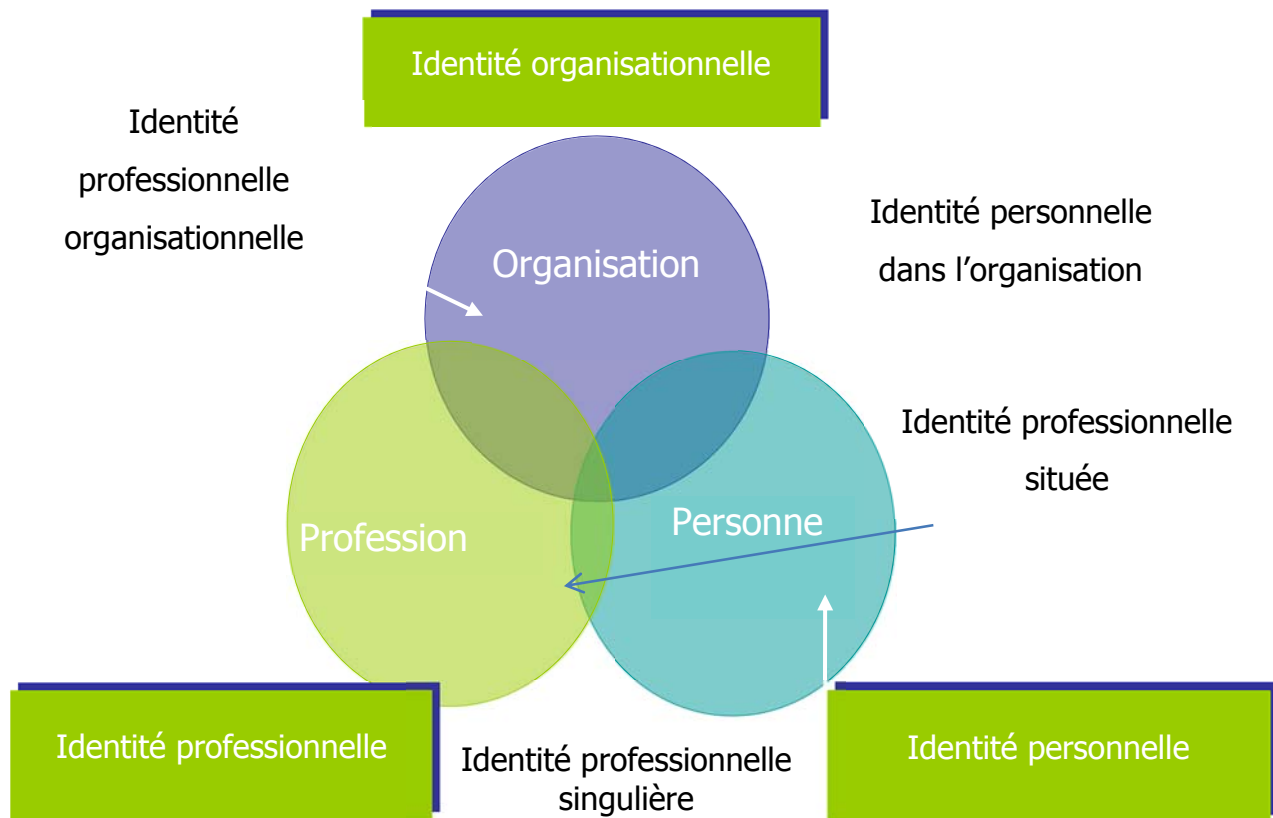 Identité organisationnelle
Identité
professionnelle
organisationnelle
Identité personnelle
dans l’organisation
Organisation
Identité professionnelle
située
Profession
Personne
Identité professionnelle
Identité professionnelle
singulière
Identité personnelle